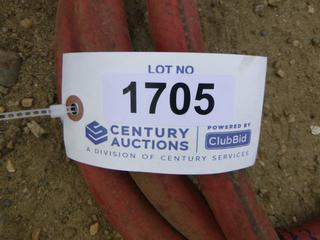 LOT NO
1705
CENTURY
AUCTIONS
A DIVISION OF CENTURY SERVICES
POWERED BY
ClubBid